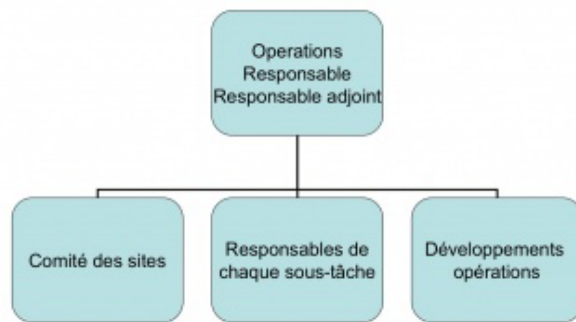 Operations
Responsable
Responsable adjoint
Comité des sites
Responsables de
chaque sous-tâche
Développements
opérations